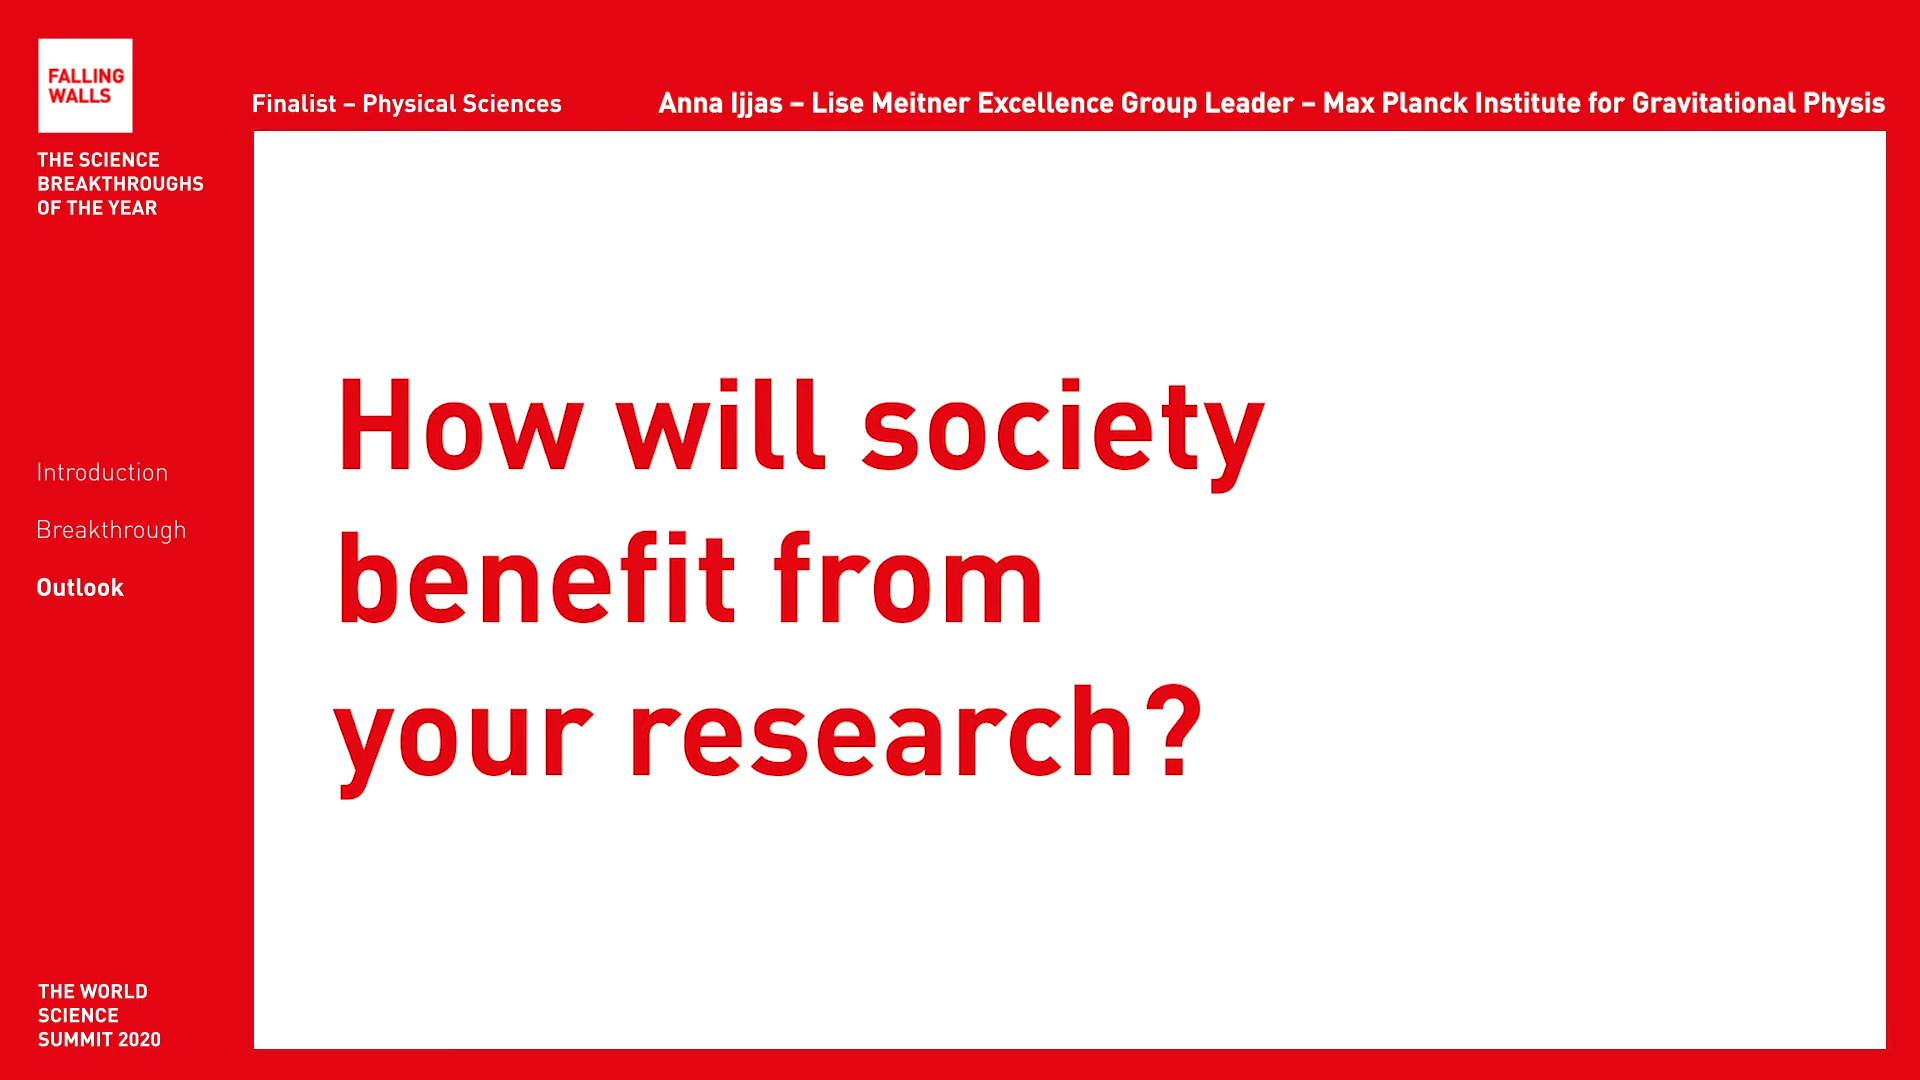 FALLING
WALLS
THE SCIENCE
BREAKTHROUGHS
OF THE YEAR
Finalist – Physical Sciences
Anna Ijjas – Lise Meitner Excellence Group Leader – Max Planck Institute for Gravitational Physis
Introduction
Breakthrough
Outlook
How will society
benefit from
your research?
THE WORLD
SCIENCE
SUMMIT 2020